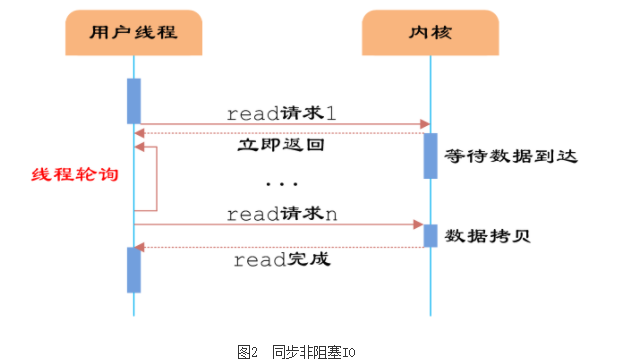 用户线程
内核
read请求1
立即返回
等待数据到达
线程轮询
...
read请求n
数据拷贝
read完成
图2 同步非阻塞IO